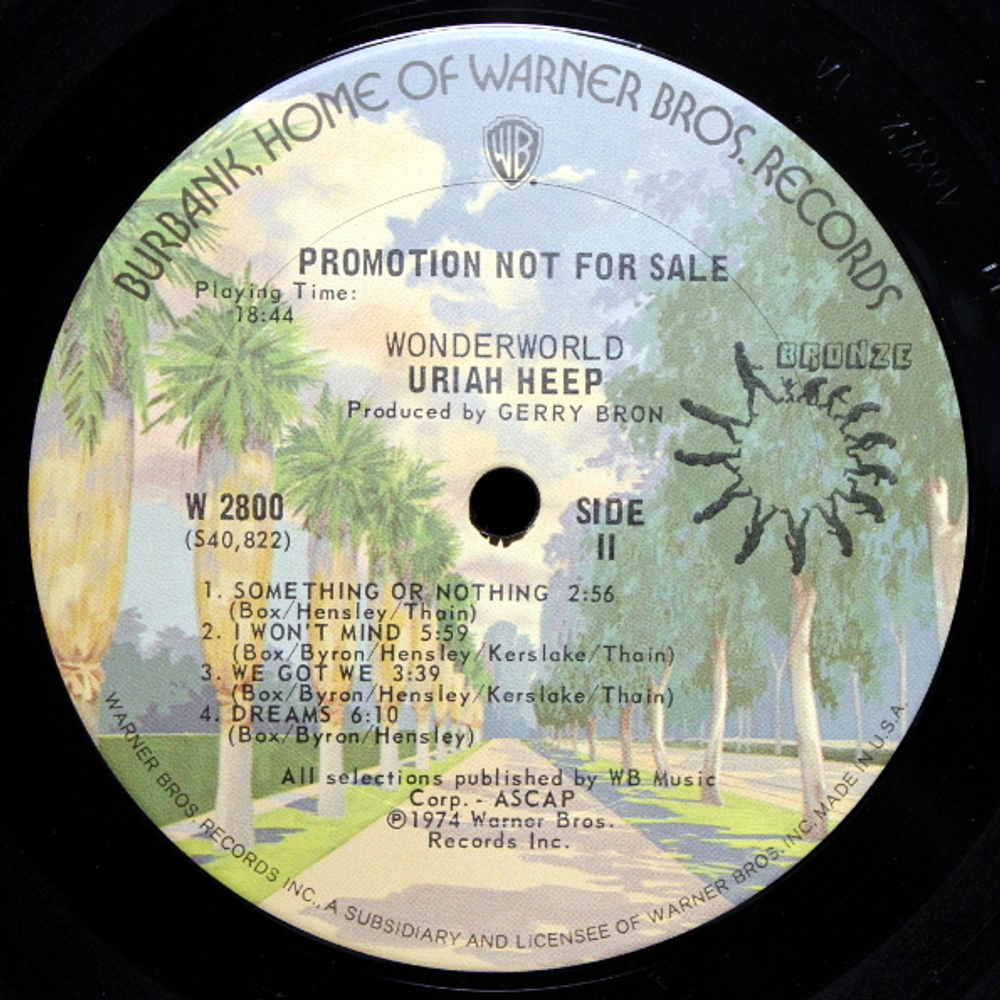 BURBANK, HOME OF WARNER BROS. RECORDS
WB
PROMOTION NOT FOR SALE
Playing Time:
18:44
WONDERWORLD
URIAH HEEP
Produced by GERRY BRON
BRONZE
W 2800
(S40,822)
SIDE
II
1. SOMETHING OR NOTHING 2:56
(Box/Hensley/Thain)
2. I WON'T MIND 5:59
(Box/Byron/Hensley/Kerslake/Thain)
3. WE GOT WE 3:39
(Box/Byron/Hensley/Kerslake/Thain)
4. DREAMS 6:10
(Box/Byron/Hensley)
All selections published by WB Music
Corp. - ASCAP
℗1974 Warner Bros.
Records Inc.
WARNER BROS. RECORDS INC., A SUBSIDIARY AND LICENSEE OF WARNER BROS. INC. MADE IN U.S.A.